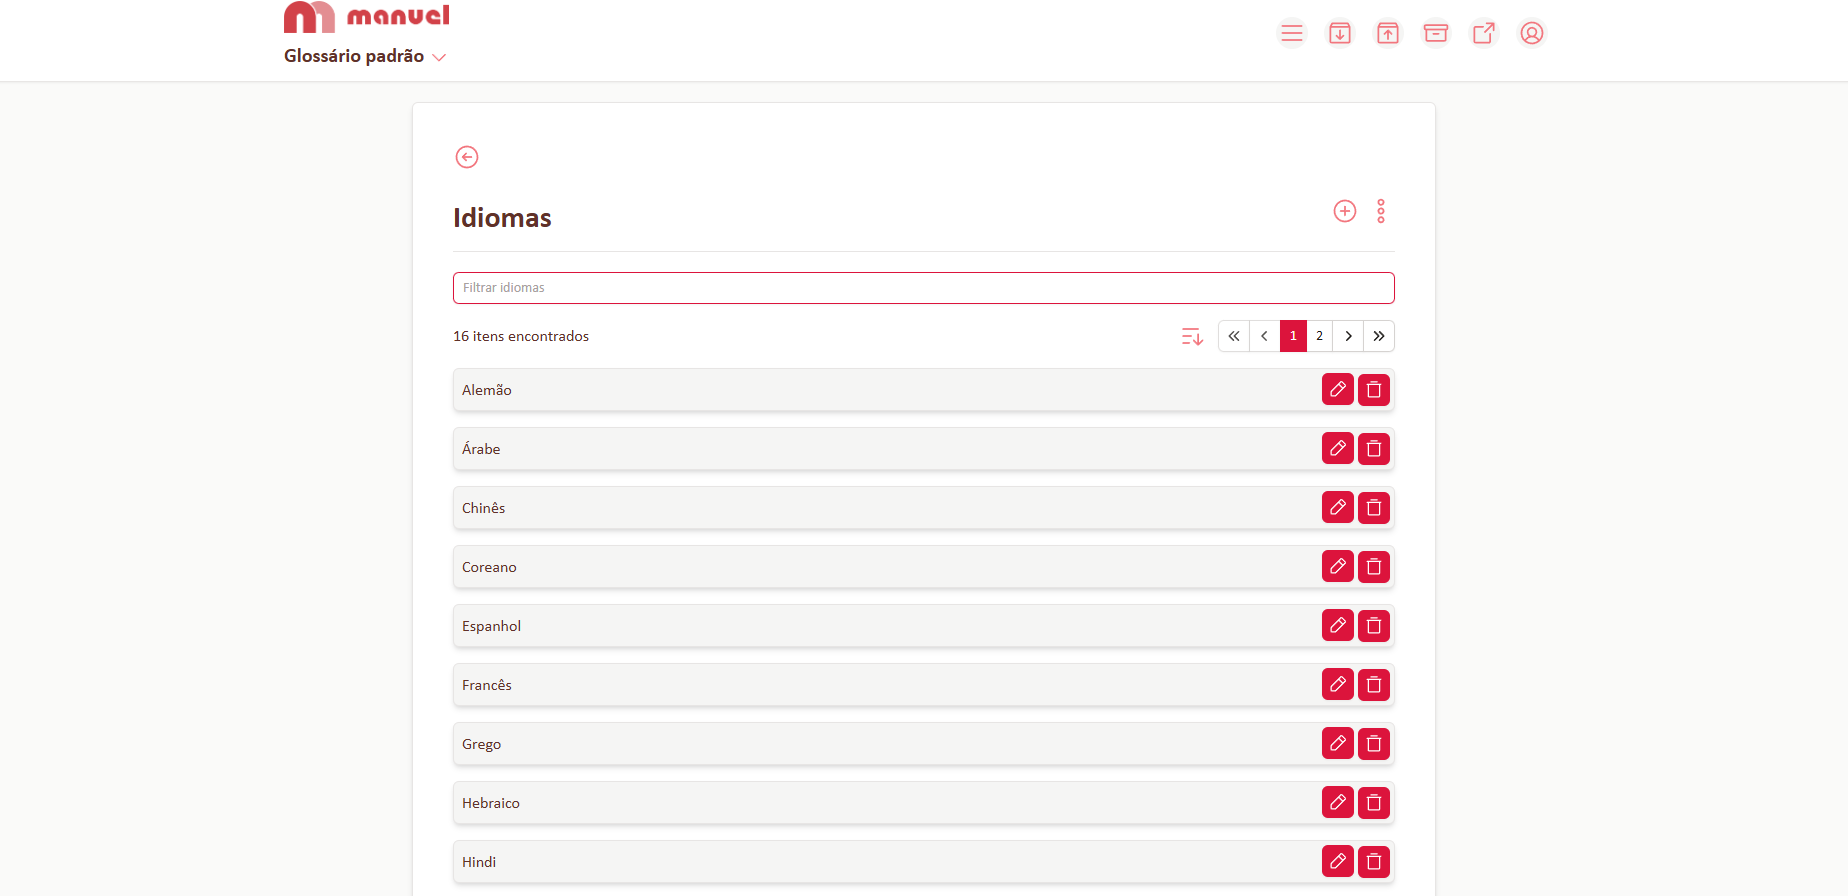 manuel
Glossário padrão
Idiomas
Filtrar idiomas
16 itens encontrados
1 2
Alemão
Árabe
Chinês
Coreano
Espanhol
Francês
Grego
Hebraico
Hindi